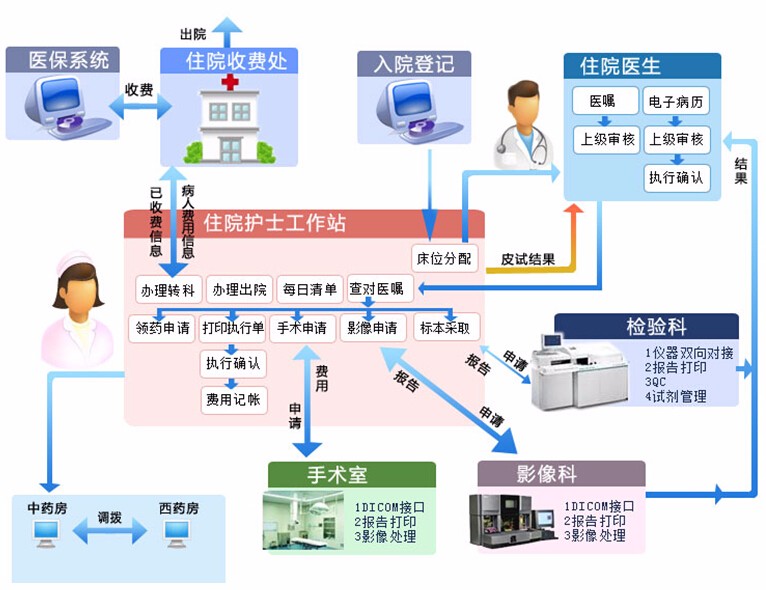 出院
医保系统
收费
住院收费处
入院登记
住院医生
医嘱
电子病历
上级审核
上级审核
执行确认
结果
已收费信息
病人费用信息
住院护士工作站
床位分配
皮试结果
办理转科
办理出院
每日清单
查对医嘱
领药申请
打印执行单
手术申请
影像申请
标本采取
执行确认
费用记帐
费用
申请
报告
申请
报告
申请
检验科
1仪器双向对接
2报告打印
3QC
4试剂管理
中药房
调拨
西药房
手术室
1DICOM接口
2报告打印
3影像处理
影像科
1DICOM接口
2报告打印
3影像处理